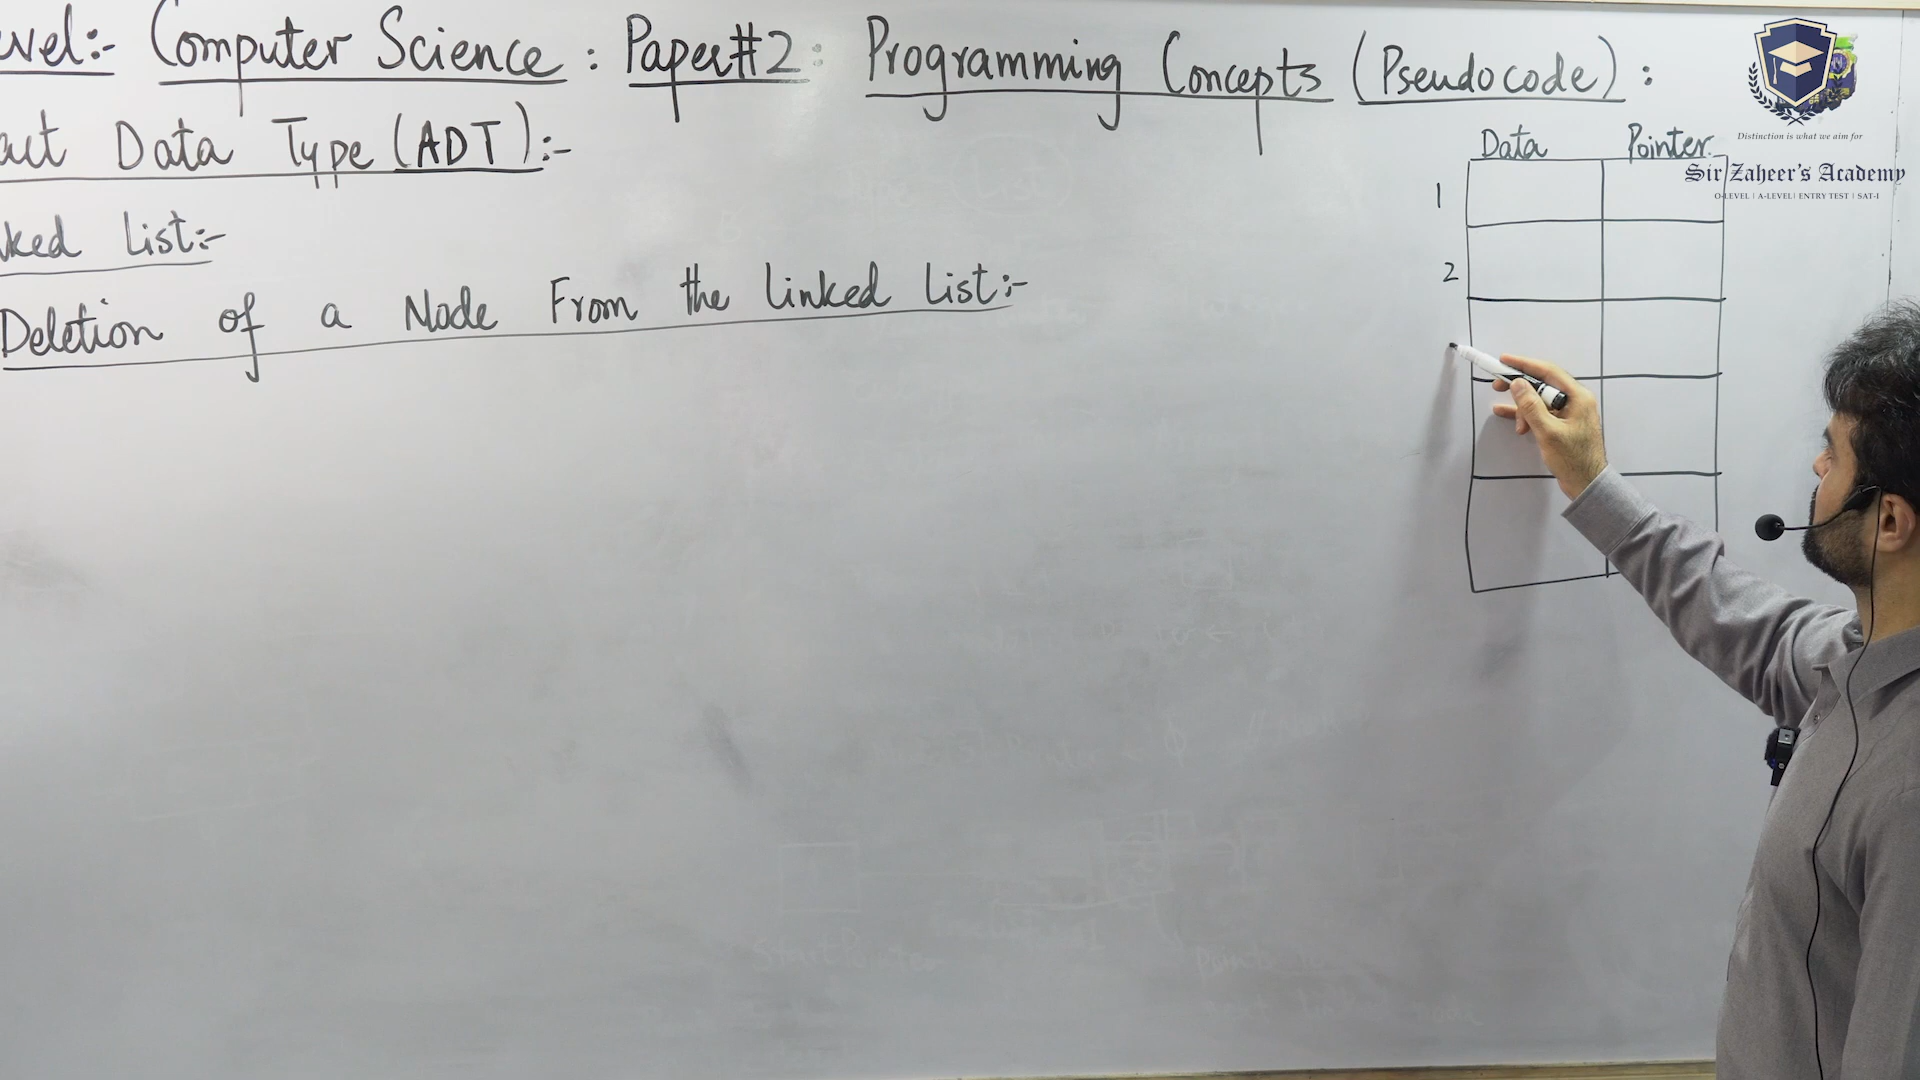 vel:- Computer Science : Paper#2: Programming Concepts (Pseudocode) :
act Data Type (ADT):-
ked List:-
Deletion of a Node From the Linked List:-
Data Pointer
1
2
Distinction is what we aim for
Sir Zaheer's Academy
O-LEVEL | A-LEVEL | ENTRY TEST | SAT-I